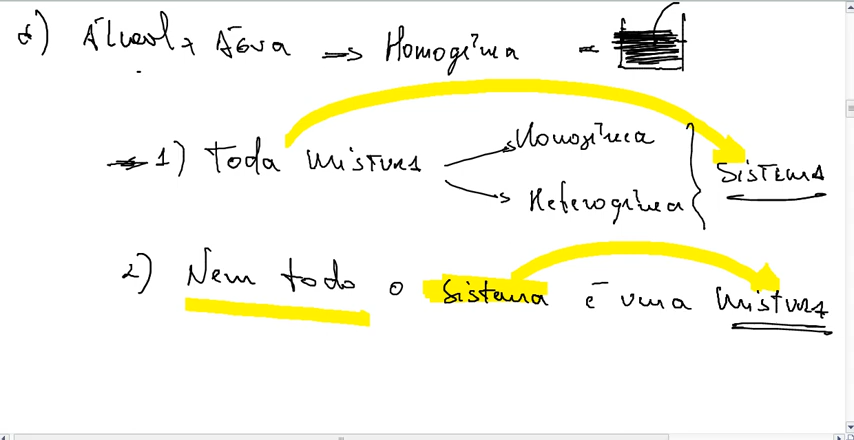 d) Álcool + Água → Homogênea =
→ 1) Toda mistura → Homogênea
→ Heterogênea } Sistema
2) Nem todo o sistema é uma mistura